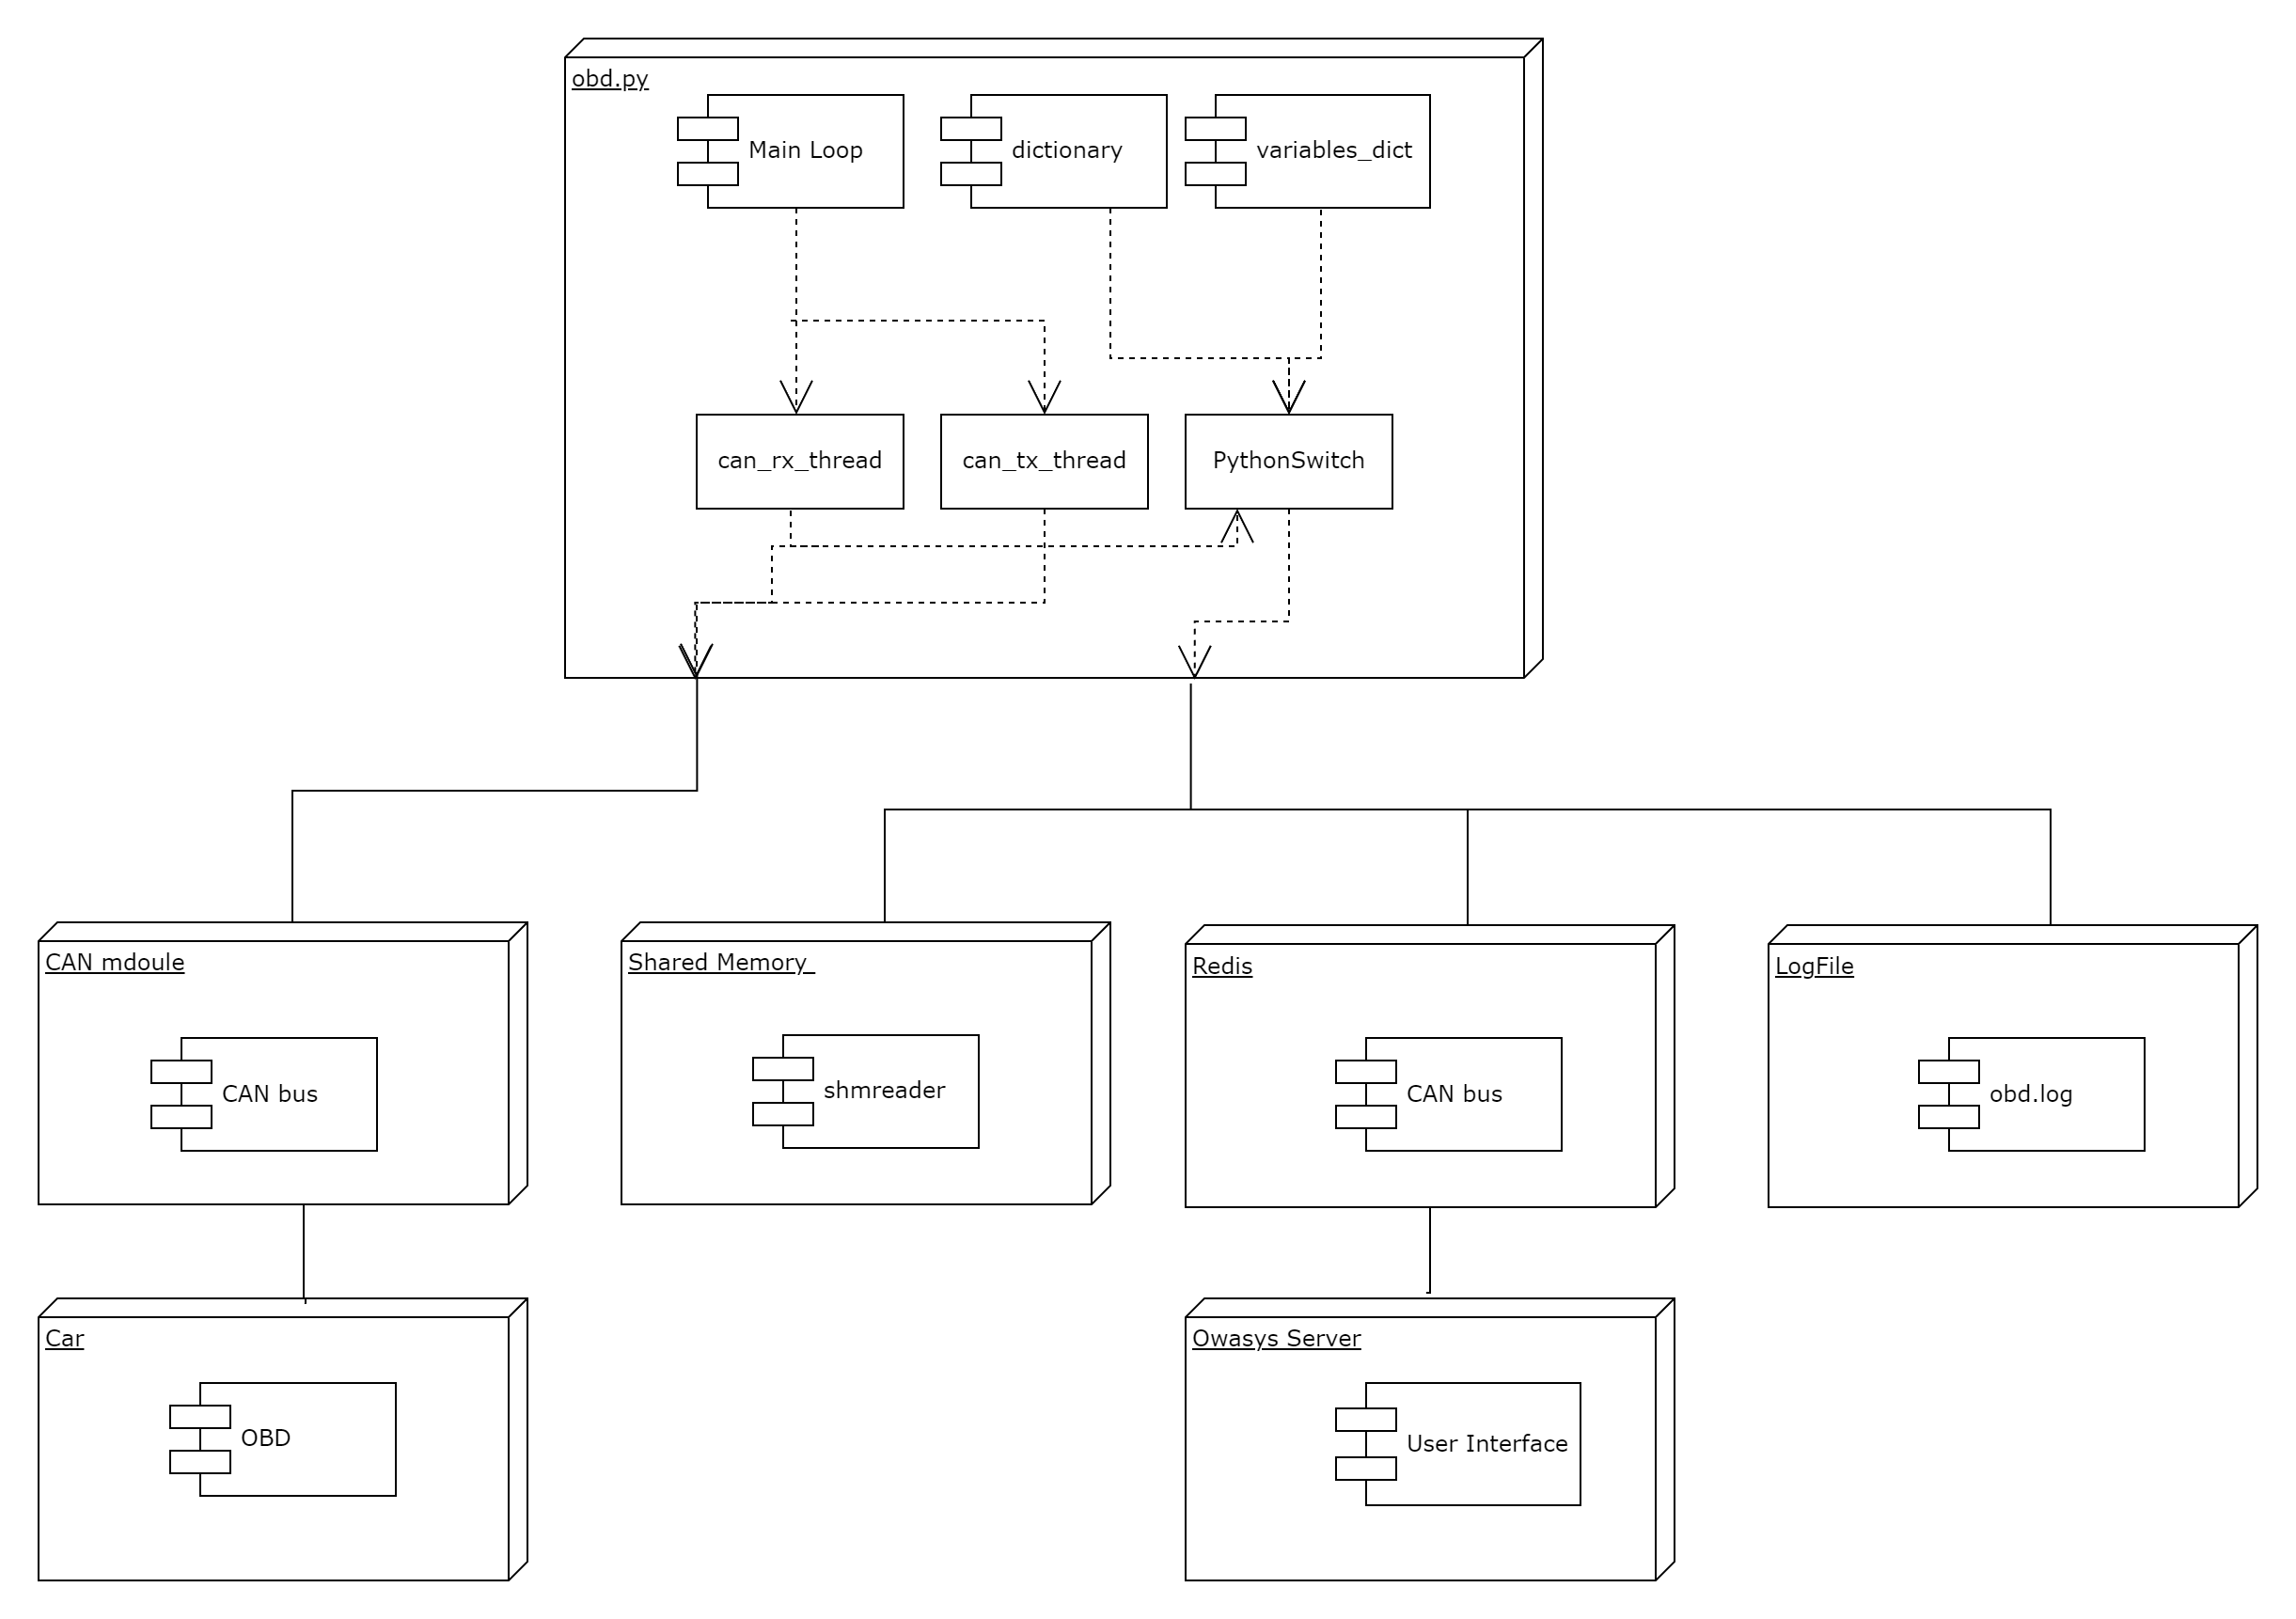 obd.py
Main Loop
dictionary
variables_dict
can_rx_thread
can_tx_thread
PythonSwitch
CAN mdoule
Shared Memory
Redis
LogFile
CAN bus
shmreader
CAN bus
obd.log
Car
Owasys Server
OBD
User Interface